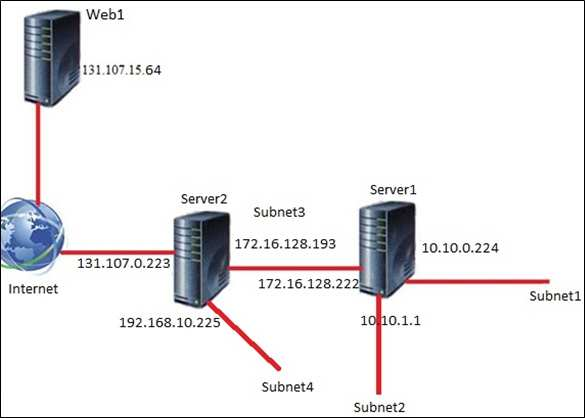 Web1
131.107.15.64
Server1
Server2
Subnet3
172.16.128.193
10.10.0.224
131.107.0.223
172.16.128.222
Internet
Subnet1
192.168.10.225
10.10.1.1
Subnet4
Subnet2